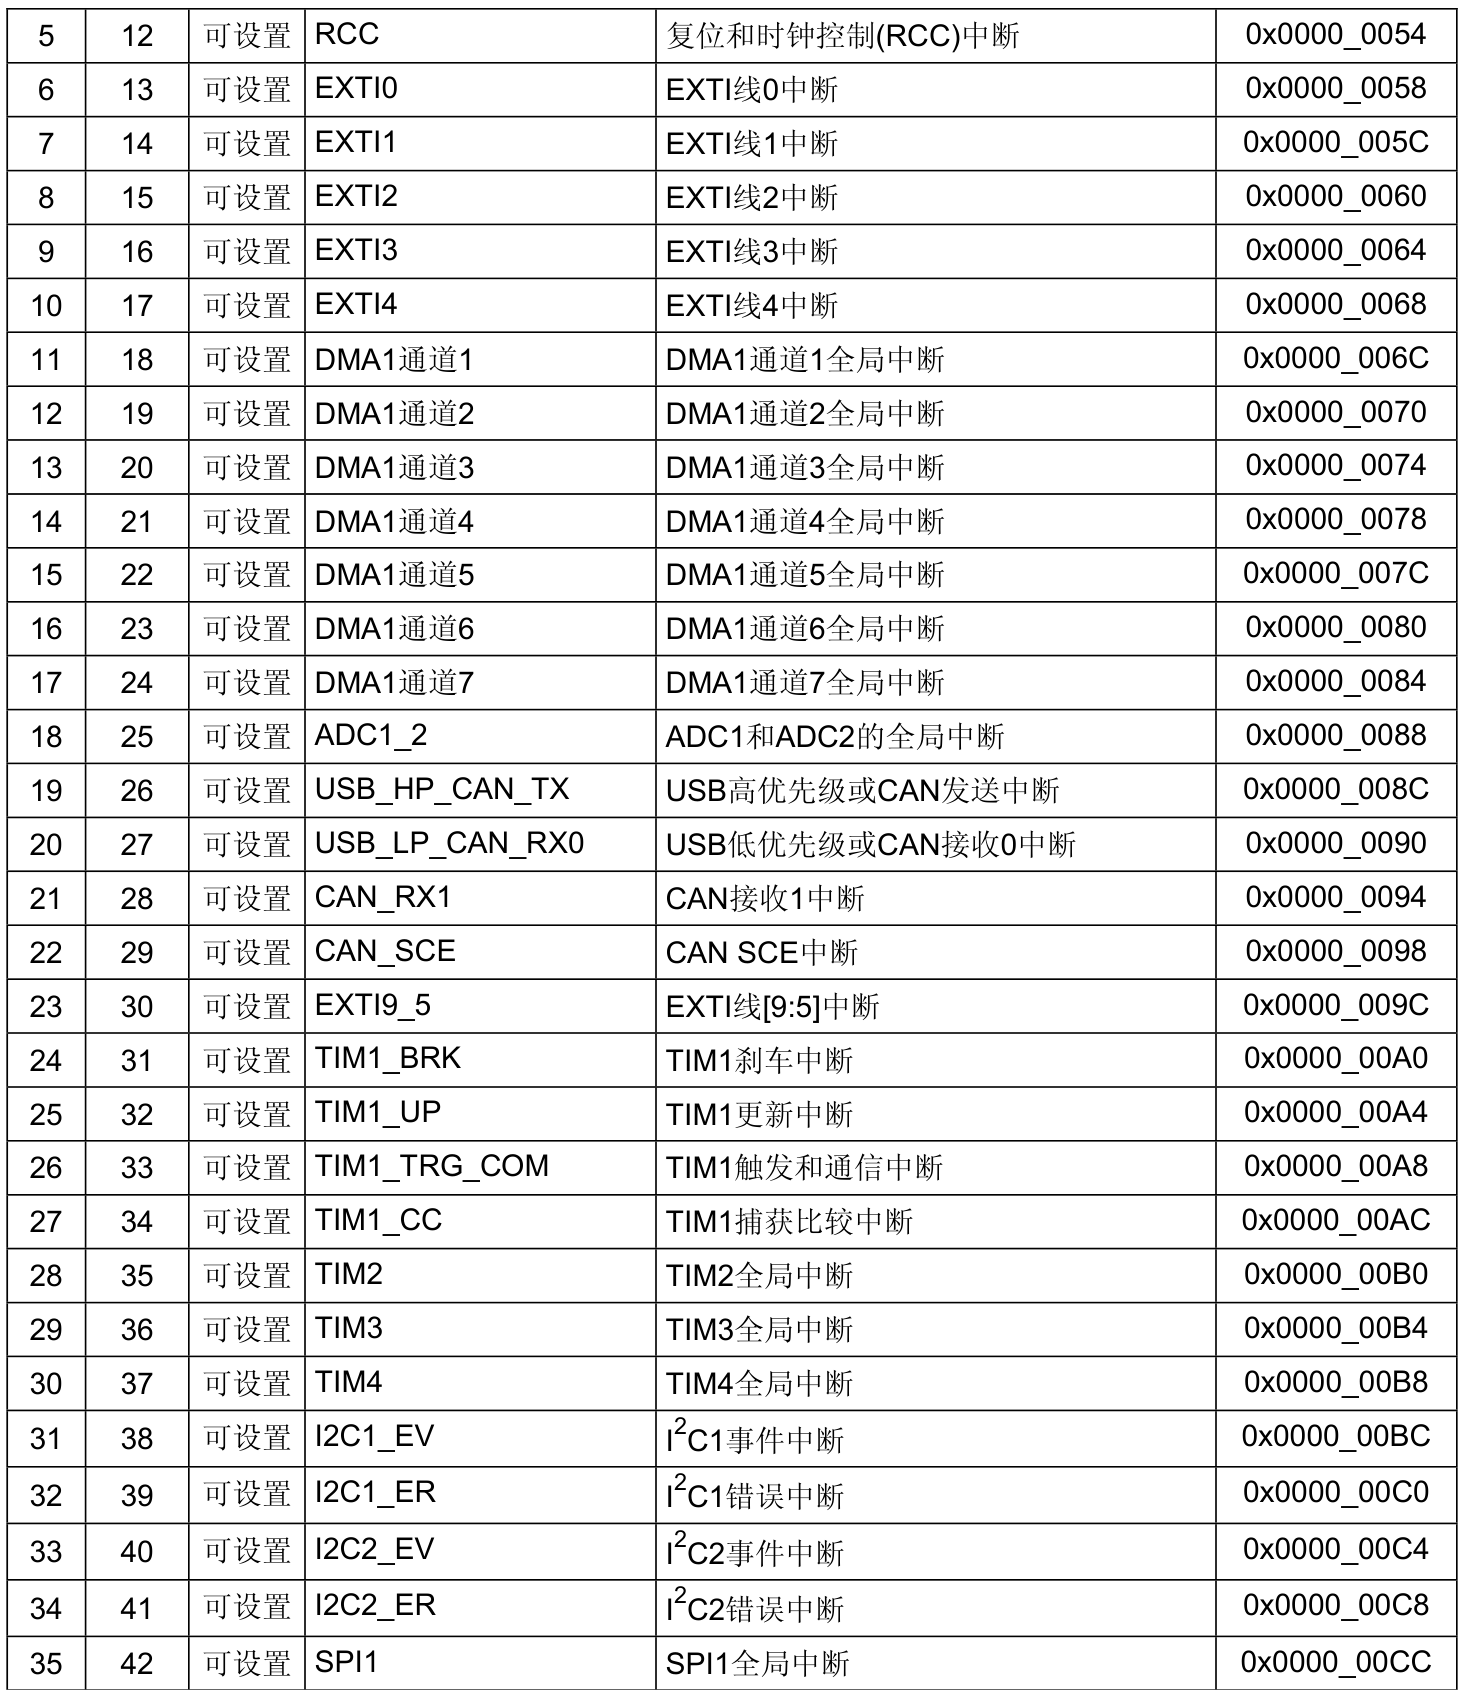 5 12 可设置 RCC 复位和时钟控制(RCC)中断 0x0000_0054
6 13 可设置 EXTI0 EXTI线0中断 0x0000_0058
7 14 可设置 EXTI1 EXTI线1中断 0x0000_005C
8 15 可设置 EXTI2 EXTI线2中断 0x0000_0060
9 16 可设置 EXTI3 EXTI线3中断 0x0000_0064
10 17 可设置 EXTI4 EXTI线4中断 0x0000_0068
11 18 可设置 DMA1通道1 DMA1通道1全局中断 0x0000_006C
12 19 可设置 DMA1通道2 DMA1通道2全局中断 0x0000_0070
13 20 可设置 DMA1通道3 DMA1通道3全局中断 0x0000_0074
14 21 可设置 DMA1通道4 DMA1通道4全局中断 0x0000_0078
15 22 可设置 DMA1通道5 DMA1通道5全局中断 0x0000_007C
16 23 可设置 DMA1通道6 DMA1通道6全局中断 0x0000_0080
17 24 可设置 DMA1通道7 DMA1通道7全局中断 0x0000_0084
18 25 可设置 ADC1_2 ADC1和ADC2的全局中断 0x0000_0088
19 26 可设置 USB_HP_CAN_TX USB高优先级或CAN发送中断 0x0000_008C
20 27 可设置 USB_LP_CAN_RX0 USB低优先级或CAN接收0中断 0x0000_0090
21 28 可设置 CAN_RX1 CAN接收1中断 0x0000_0094
22 29 可设置 CAN_SCE CAN SCE中断 0x0000_0098
23 30 可设置 EXTI9_5 EXTI线[9:5]中断 0x0000_009C
24 31 可设置 TIM1_BRK TIM1刹车中断 0x0000_00A0
25 32 可设置 TIM1_UP TIM1更新中断 0x0000_00A4
26 33 可设置 TIM1_TRG_COM TIM1触发和通信中断 0x0000_00A8
27 34 可设置 TIM1_CC TIM1捕获比较中断 0x0000_00AC
28 35 可设置 TIM2 TIM2全局中断 0x0000_00B0
29 36 可设置 TIM3 TIM3全局中断 0x0000_00B4
30 37 可设置 TIM4 TIM4全局中断 0x0000_00B8
31 38 可设置 I2C1_EV I²C1事件中断 0x0000_00BC
32 39 可设置 I2C1_ER I²C1错误中断 0x0000_00C0
33 40 可设置 I2C2_EV I²C2事件中断 0x0000_00C4
34 41 可设置 I2C2_ER I²C2错误中断 0x0000_00C8
35 42 可设置 SPI1 SPI1全局中断 0x0000_00CC